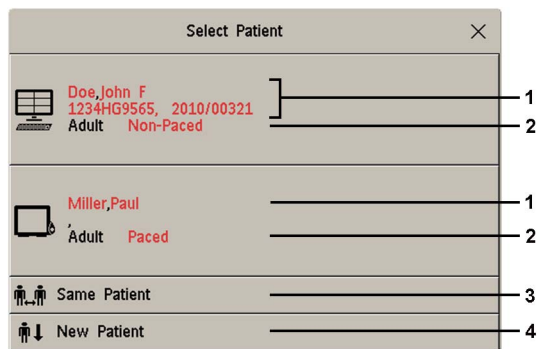 Select Patient
Doe,John F
1234HG9565, 2010/00321
1
Adult Non-Paced
2
Miller,Paul
1
,
Adult Paced
2
Same Patient
3
New Patient
4